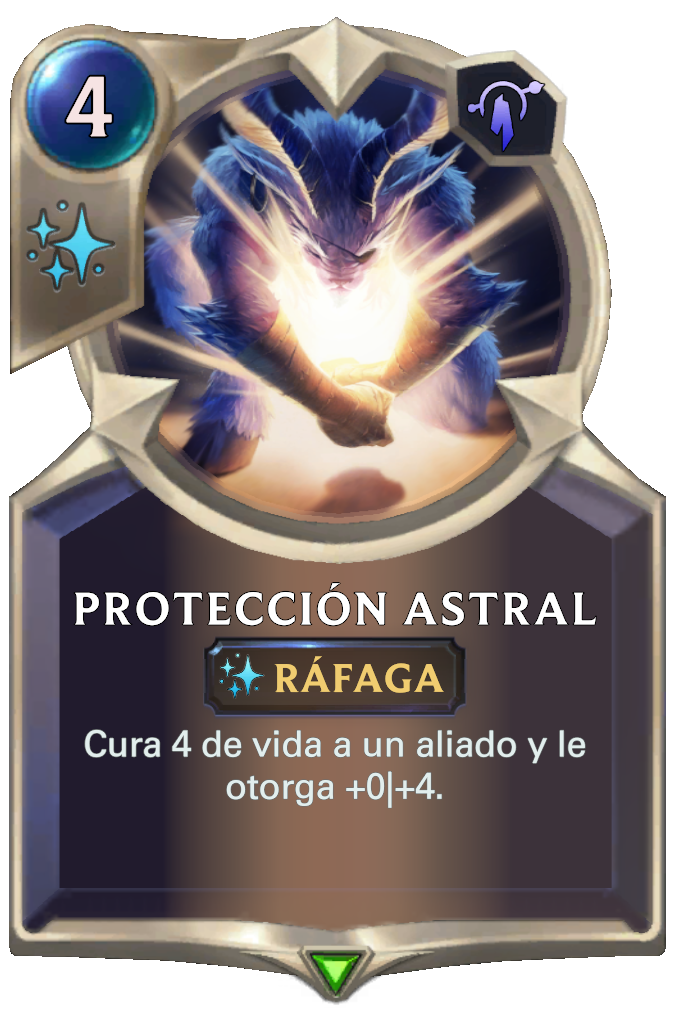 4
PROTECCIÓN ASTRAL
RÁFAGA
Cura 4 de vida a un aliado y le
otorga +0|+4.